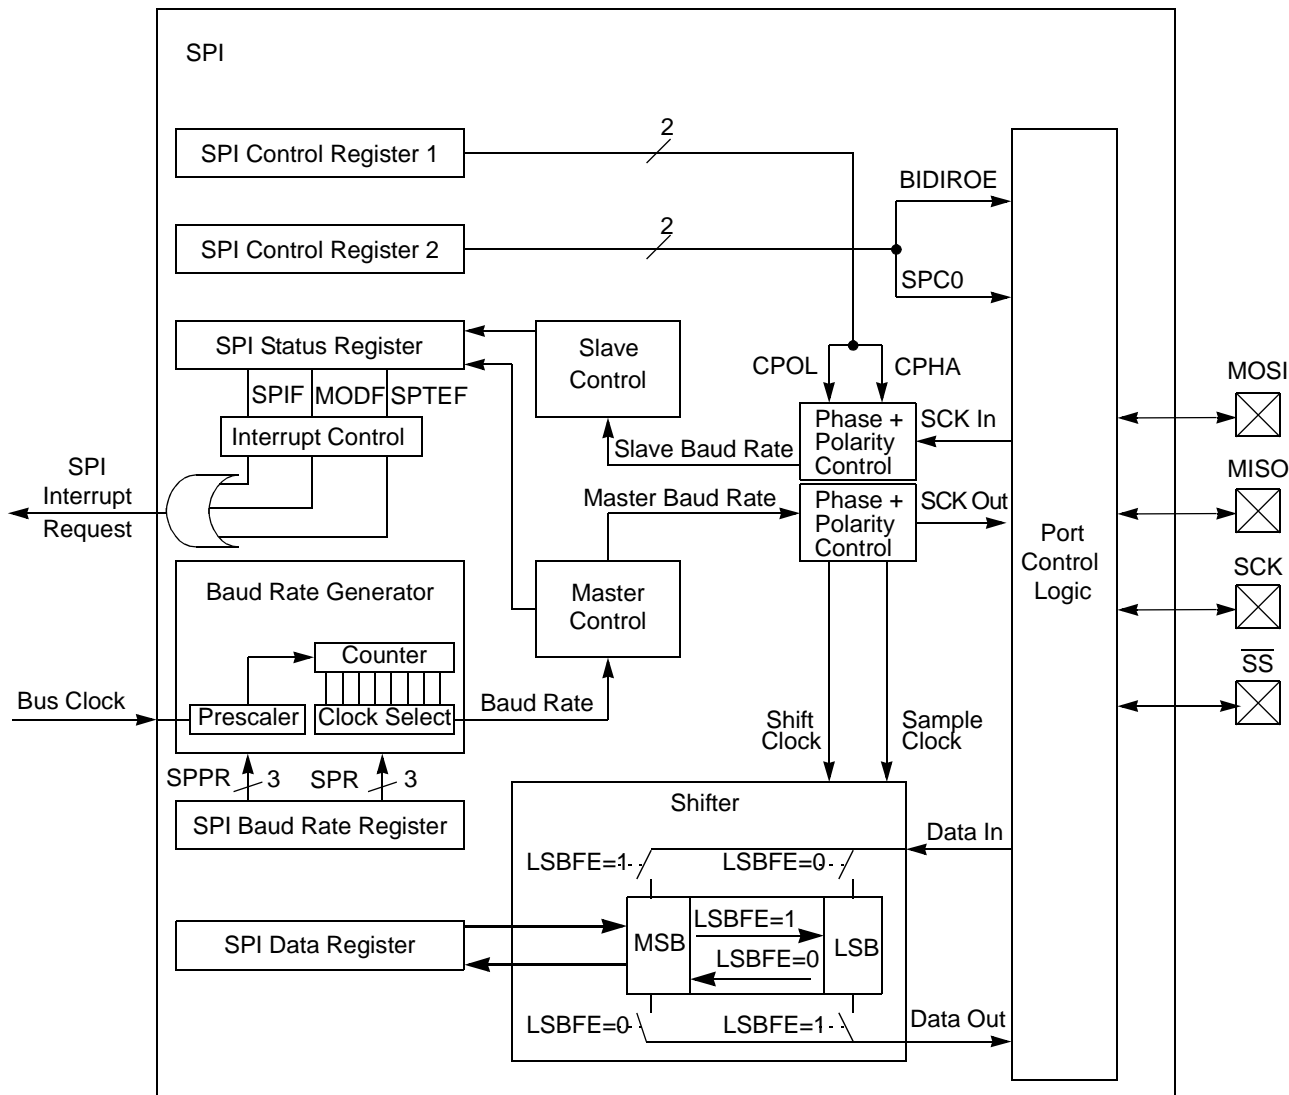 SPI
SPI Control Register 1
2
BIDIROE
SPI Control Register 2
2
SPC0
SPI Status Register
Slave
Control
CPOL
CPHA
MOSI
SPIF
MODF
SPTEF
Interrupt Control
Phase +
Polarity
Control
SCK In
Slave Baud Rate
SPI
Interrupt
Request
Master Baud Rate
Phase +
Polarity
Control
SCK Out
MISO
Port
Control
Logic
SCK
Baud Rate Generator
Master
Control
Counter
SS
Bus Clock
Prescaler
Clock Select
Baud Rate
Shift
Clock
Sample
Clock
SPPR
3
SPR
3
Shifter
SPI Baud Rate Register
Data In
LSBFE=1
LSBFE=0
SPI Data Register
MSB
LSBFE=1
LSBFE=0
LSB
LSBFE=0
LSBFE=1
Data Out